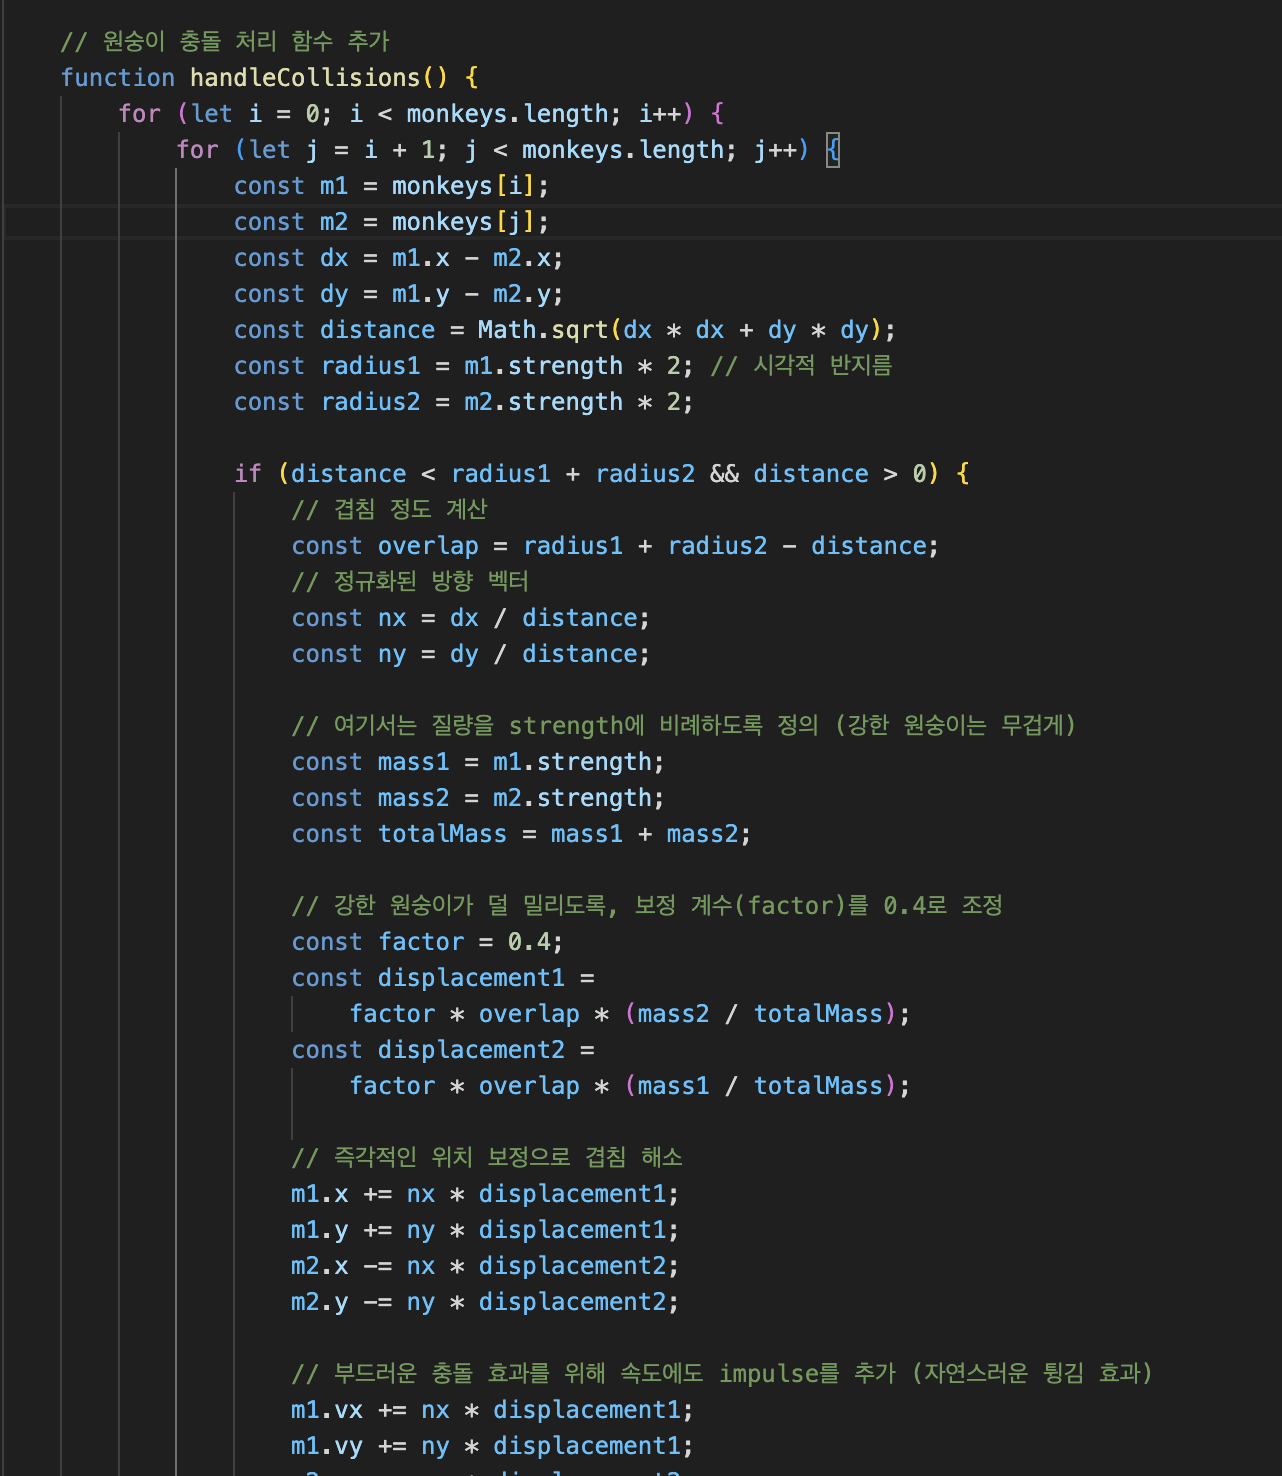 // 원숭이 충돌 처리 함수 추가
function handleCollisions() {
for (let i = 0; i < monkeys.length; i++) {
for (let j = i + 1; j < monkeys.length; j++) {
const m1 = monkeys[i];
const m2 = monkeys[j];
const dx = m1.x - m2.x;
const dy = m1.y - m2.y;
const distance = Math.sqrt(dx * dx + dy * dy);
const radius1 = m1.strength * 2; // 시각적 반지름
const radius2 = m2.strength * 2;
if (distance < radius1 + radius2 && distance > 0) {
// 겹침 정도 계산
const overlap = radius1 + radius2 - distance;
// 정규화된 방향 벡터
const nx = dx / distance;
const ny = dy / distance;
// 여기서는 질량을 strength에 비례하도록 정의 (강한 원숭이는 무겁게)
const mass1 = m1.strength;
const mass2 = m2.strength;
const totalMass = mass1 + mass2;
// 강한 원숭이가 덜 밀리도록, 보정 계수(factor)를 0.4로 조정
const factor = 0.4;
const displacement1 =
factor * overlap * (mass2 / totalMass);
const displacement2 =
factor * overlap * (mass1 / totalMass);
// 즉각적인 위치 보정으로 겹침 해소
m1.x += nx * displacement1;
m1.y += ny * displacement1;
m2.x -= nx * displacement2;
m2.y -= ny * displacement2;
// 부드러운 충돌 효과를 위해 속도에도 impulse를 추가 (자연스러운 튕김 효과)
m1.vx += nx * displacement1;
m1.vy += ny * displacement1;